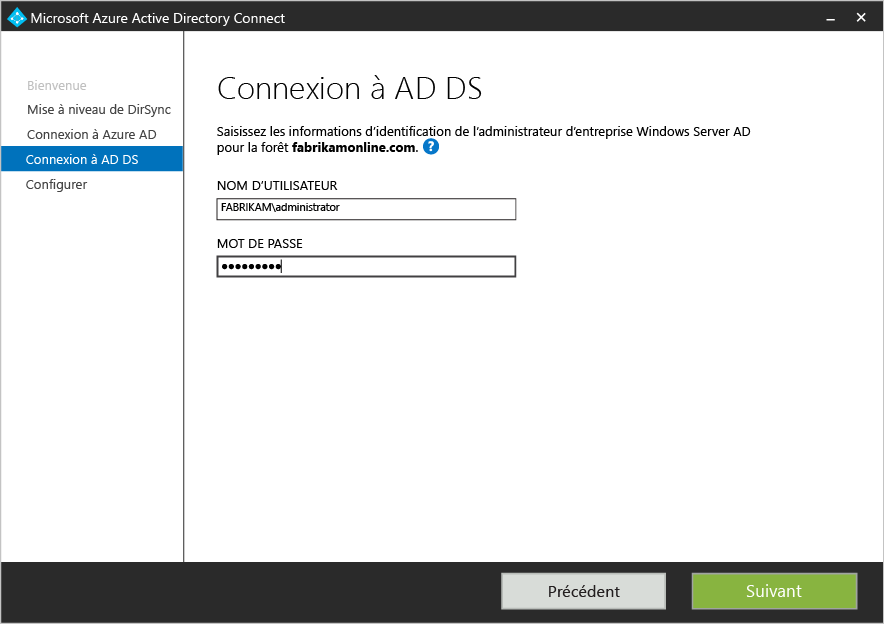 Microsoft Azure Active Directory Connect
Bienvenue
Mise à niveau de DirSync
Connexion à Azure AD
Connexion à AD DS
Configurer
Connexion à AD DS
Saisissez les informations d’identification de l’administrateur d’entreprise Windows Server AD
pour la forêt fabrikamonline.com. ?
NOM D’UTILISATEUR
FABRIKAM\administrator
MOT DE PASSE
●●●●●●●●●
Précédent
Suivant